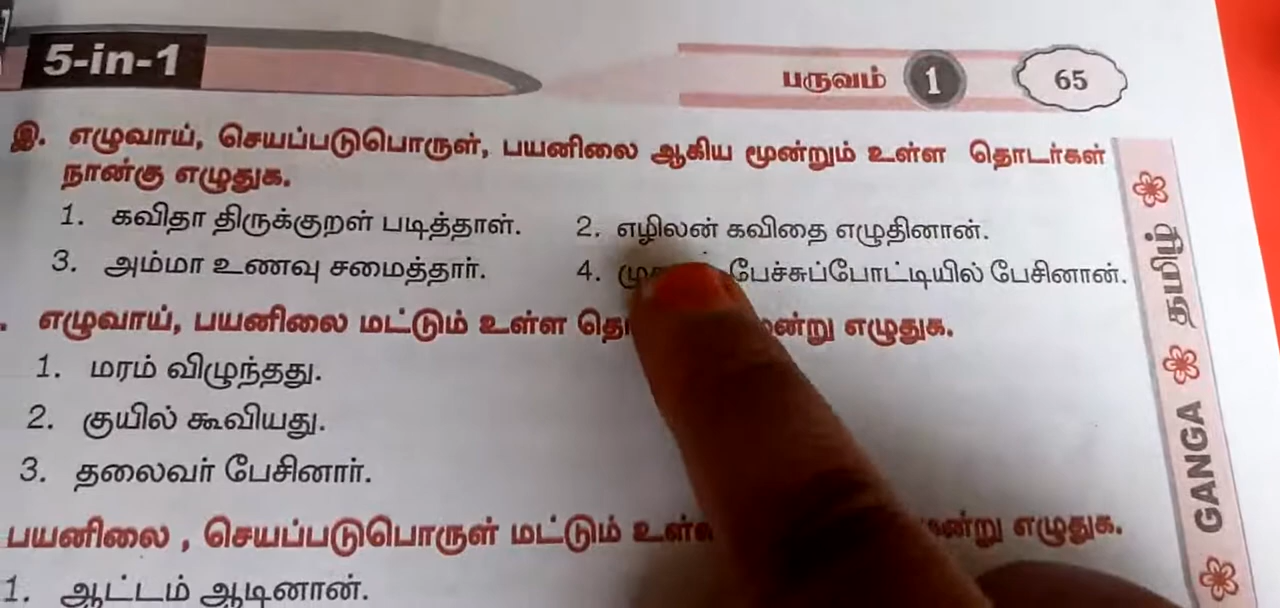 5-in-1
பருவம் 1 65
இ. எழுவாய், செயப்படுபொருள், பயனிலை ஆகிய மூன்றும் உள்ள தொடர்கள்
நான்கு எழுதுக.
1. கவிதா திருக்குறள் படித்தாள். 2. எழிலன் கவிதை எழுதினான்.
3. அம்மா உணவு சமைத்தார். 4. பேச்சுப்போட்டியில் பேசினான்.
எழுவாய், பயனிலை மட்டும் உள்ள எழுதுக.
1. மரம் விழுந்தது.
2. குயில் கூவியது.
3. தலைவர் பேசினார்.
பயனிலை , செயப்படுபொருள் மட்டும் எழுதுக.
1. ஆட்டம் ஆடினான்.
GANGA தமிழ்